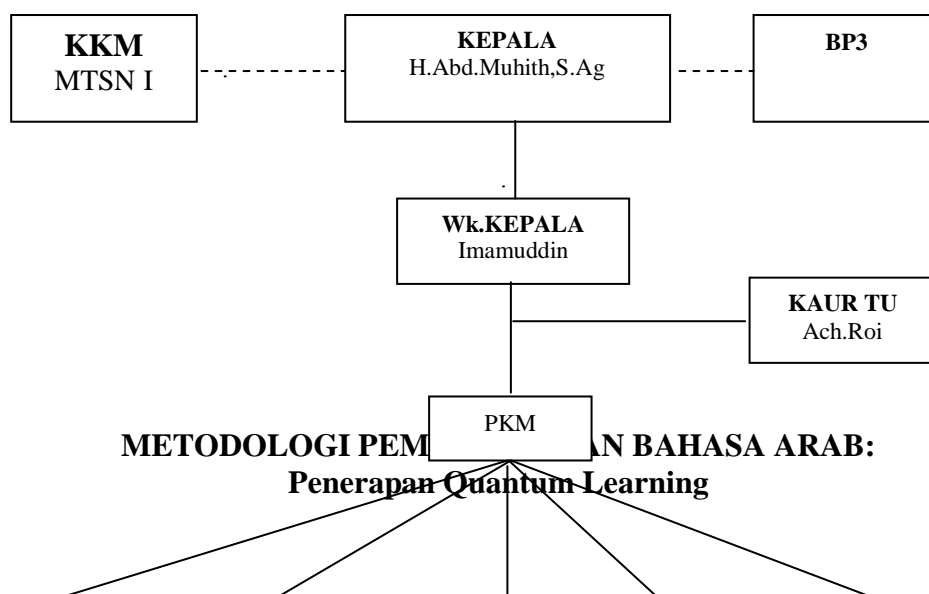 KKM
MTSN I
KEPALA
H.Abd.Muhith,S.Ag
BP3
Wk.KEPALA
Imamuddin
KAUR TU
Ach.Roi
PKM
METODOLOGI PEM AN BAHASA ARAB:
Penerapan Quantum Learning